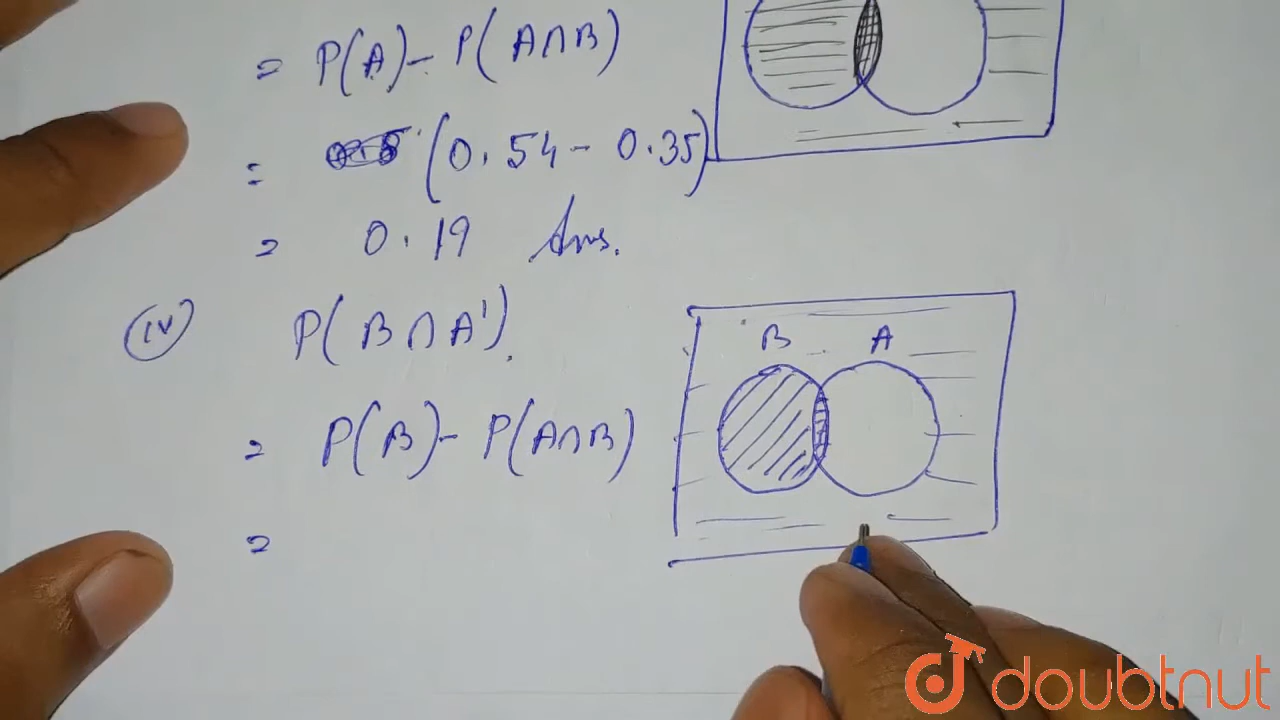 = P(A) - P(A∩B)
= (0.54 - 0.35)
= 0.19 Ans.
(iv) P(B∩A').
B A
= P(B) - P(A∩B)
=
doubtnut